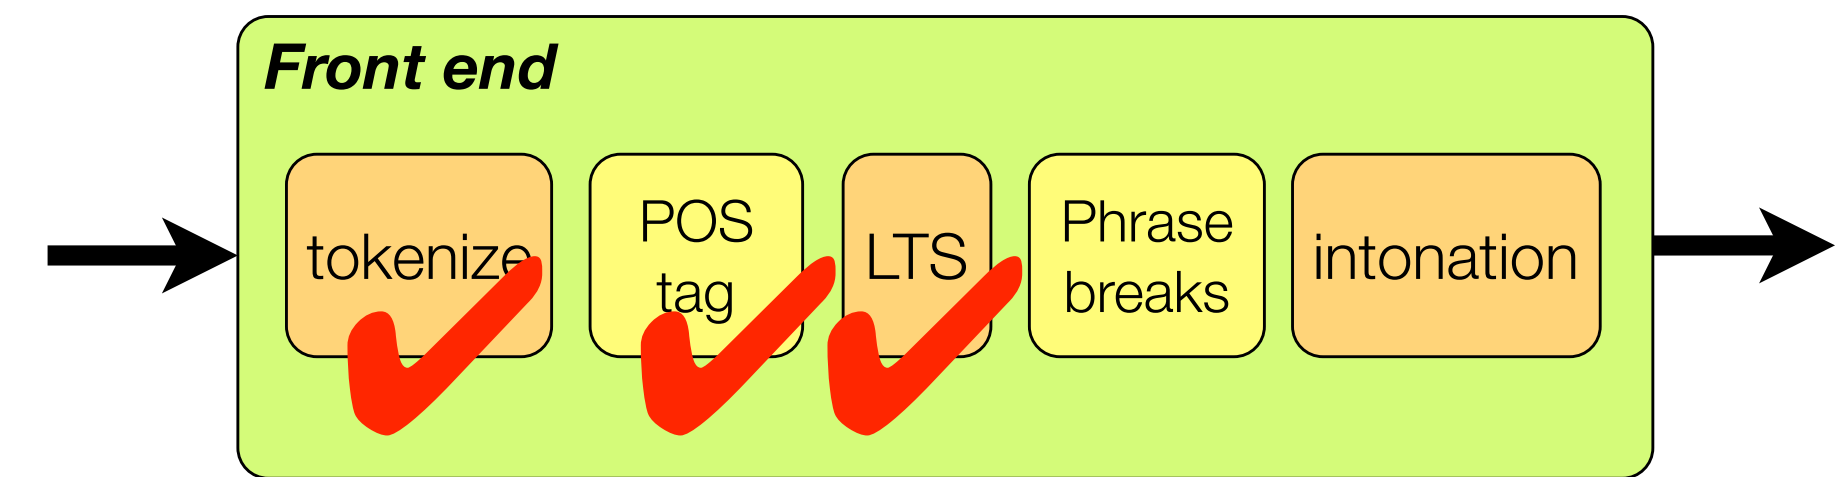 Front end
tokenize
POS
tag
LTS
Phrase
breaks
intonation